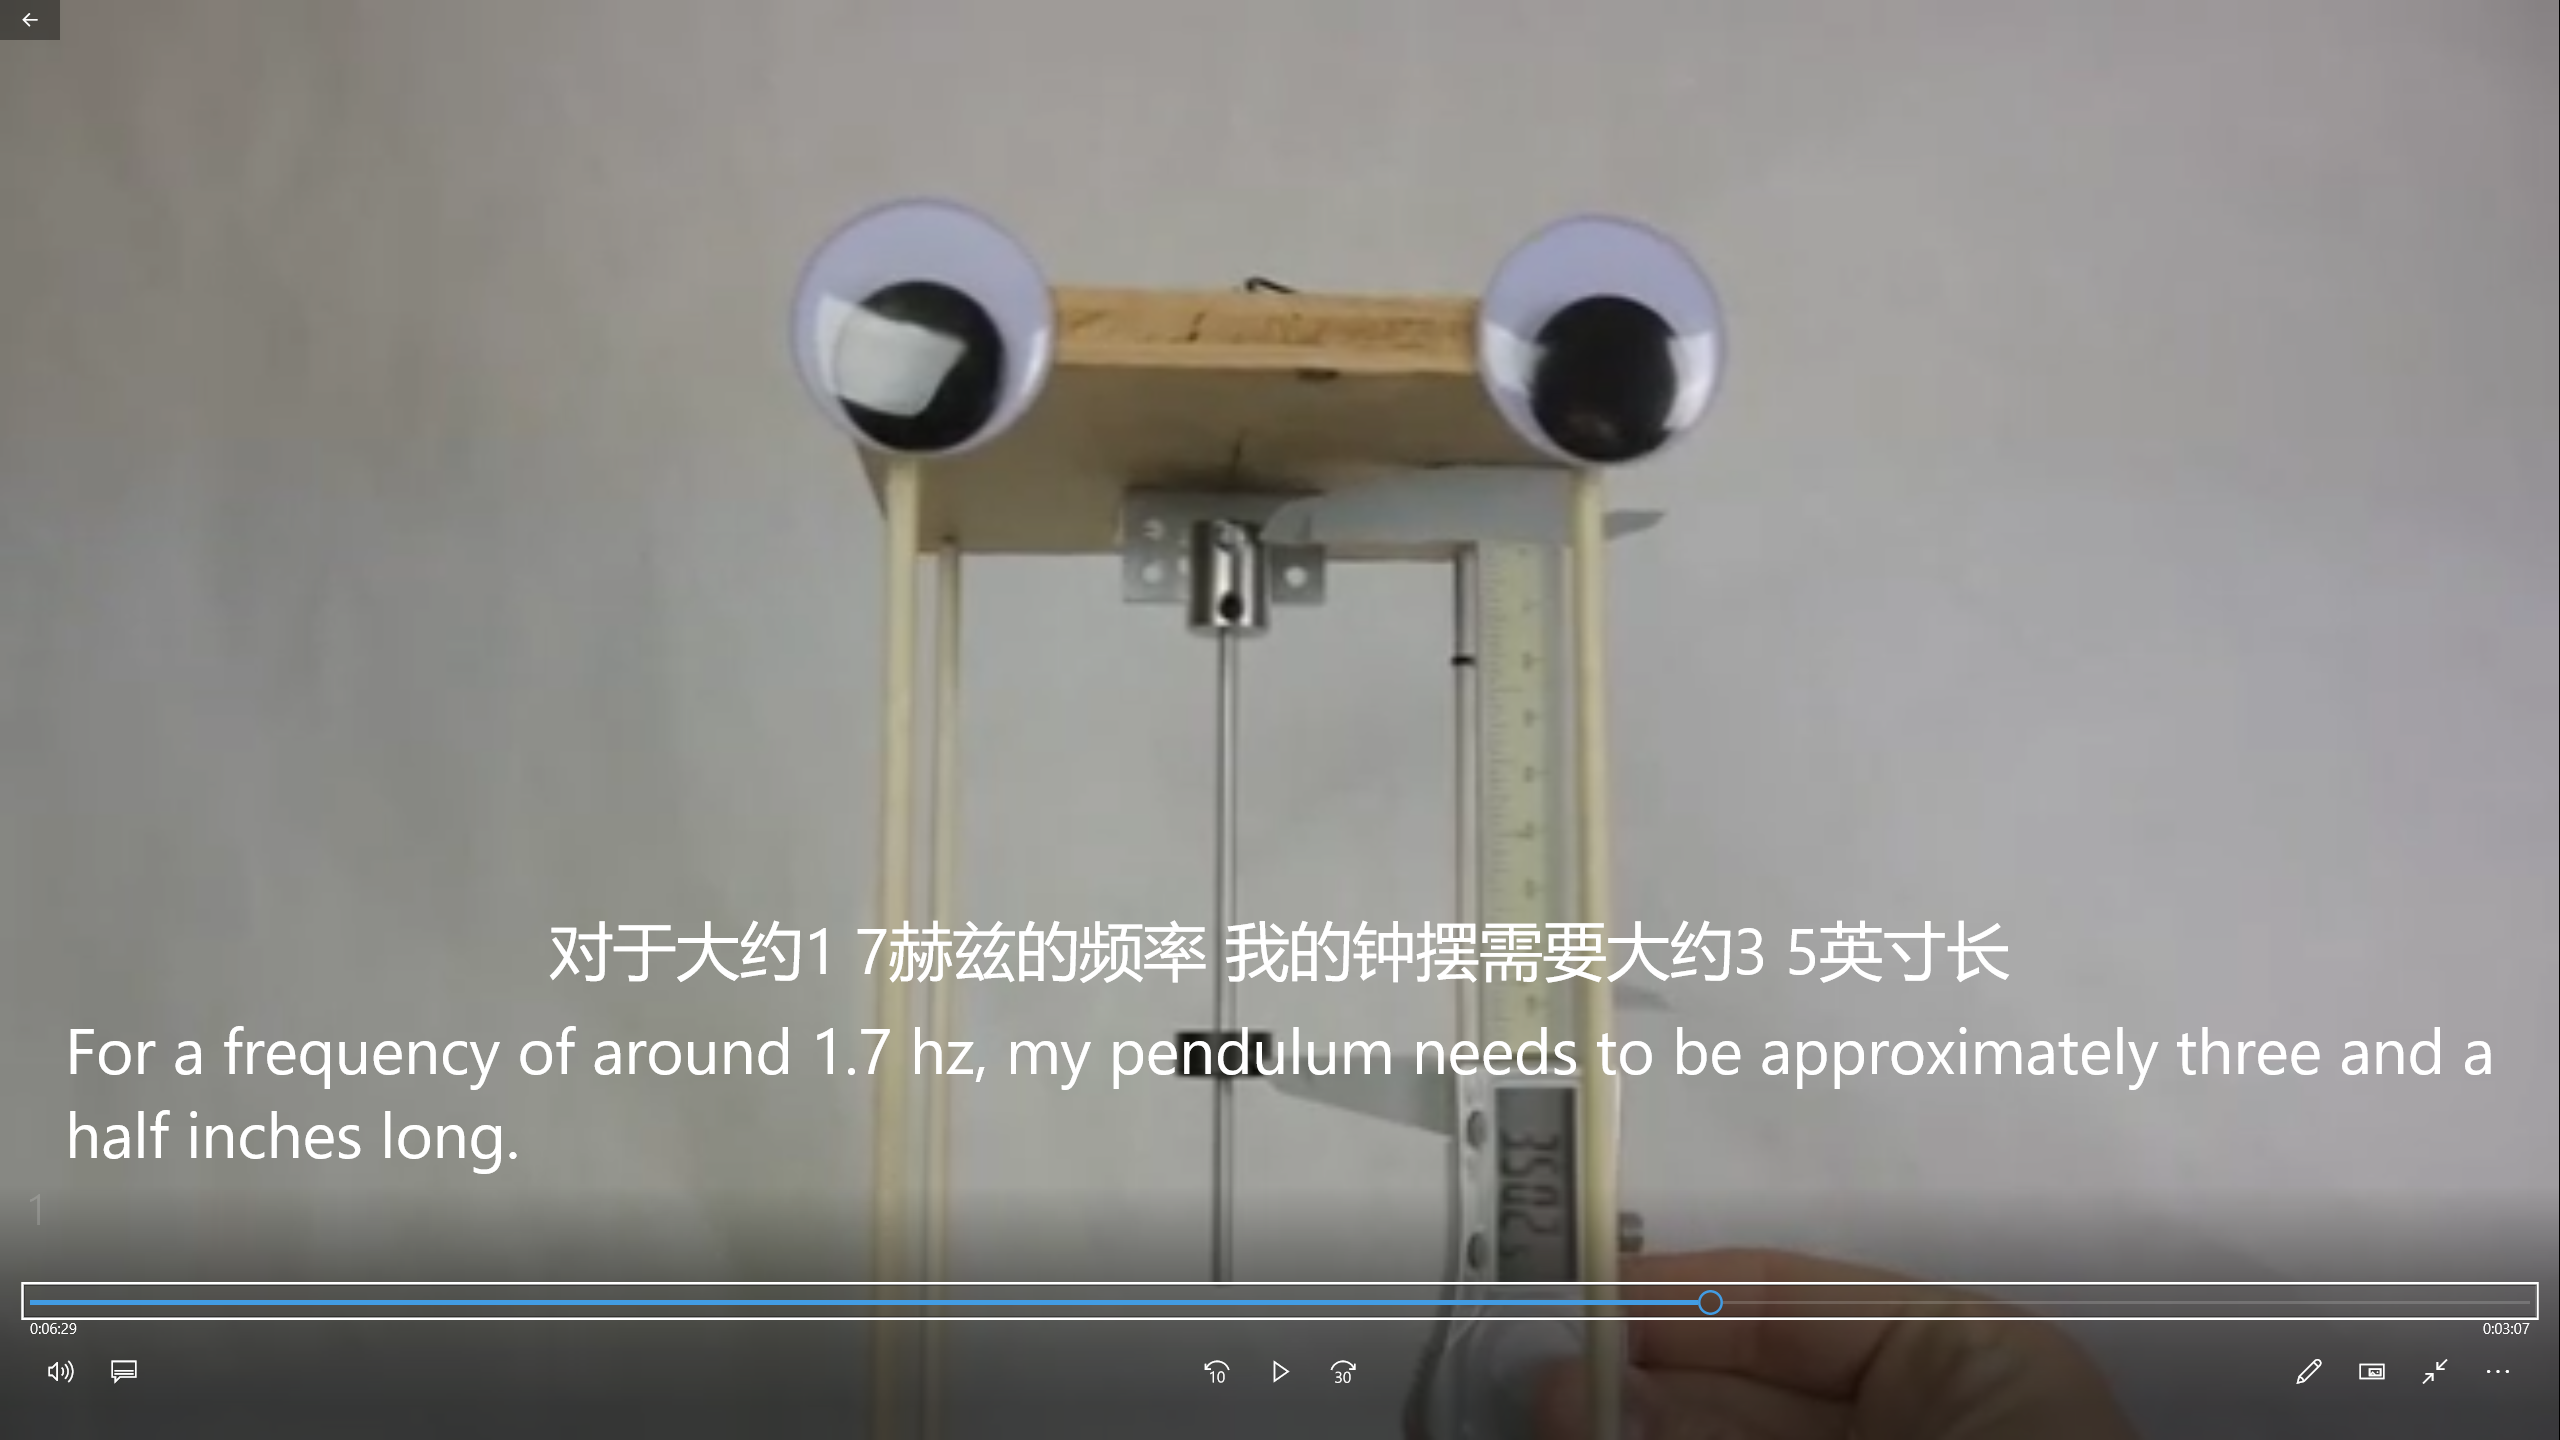 对于大约1 7赫兹的频率 我的钟摆需要大约3 5英寸长
For a frequency of around 1.7 hz, my pendulum needs to be approximately three and a
half inches long.
1
0:06:29
0:03:07
10
30